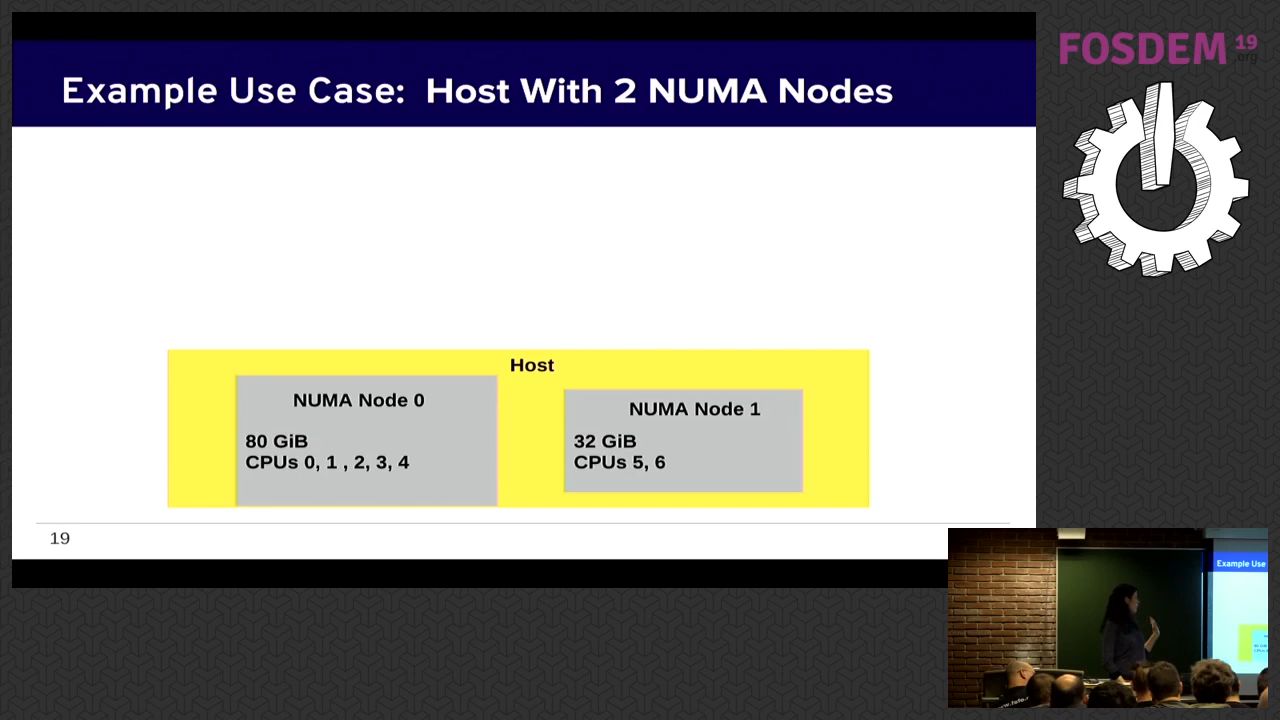 Example Use Case: Host With 2 NUMA Nodes
FOSDEM 19
.org
Host
NUMA Node 0
80 GiB
CPUs 0, 1 , 2, 3, 4
NUMA Node 1
32 GiB
CPUs 5, 6
19
Example Use